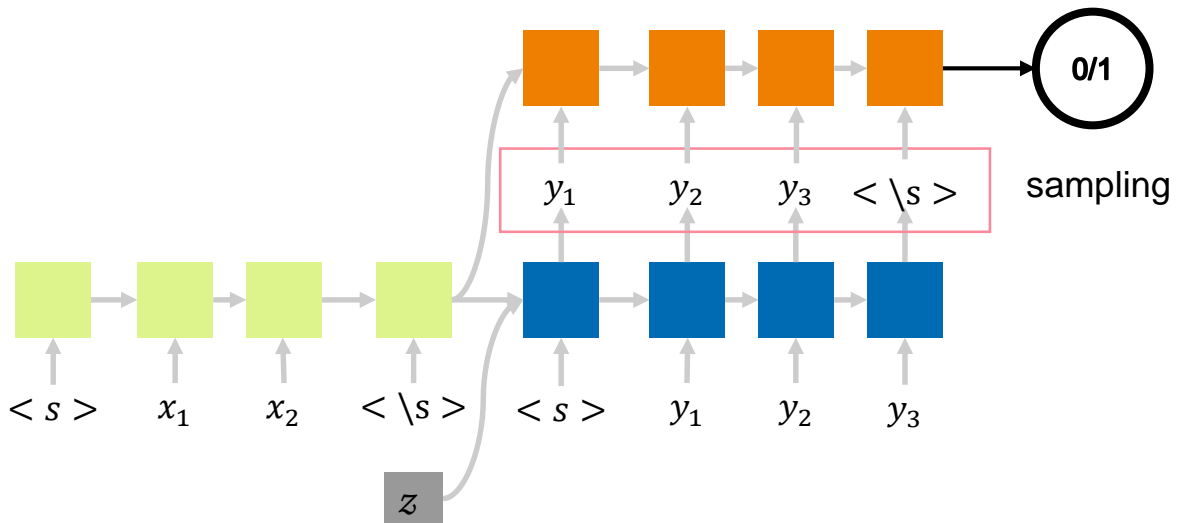 0/1
y₁ y₂ y₃ < \s >
sampling
< s > x₁ x₂ < \s > < s > y₁ y₂ y₃
z